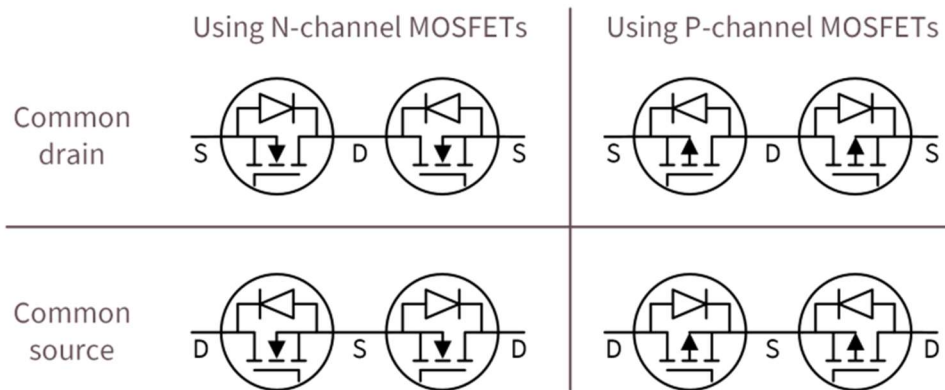 Using N-channel MOSFETs
Using P-channel MOSFETs
Common
drain
S D S
S D S
Common
source
D S D
D S D